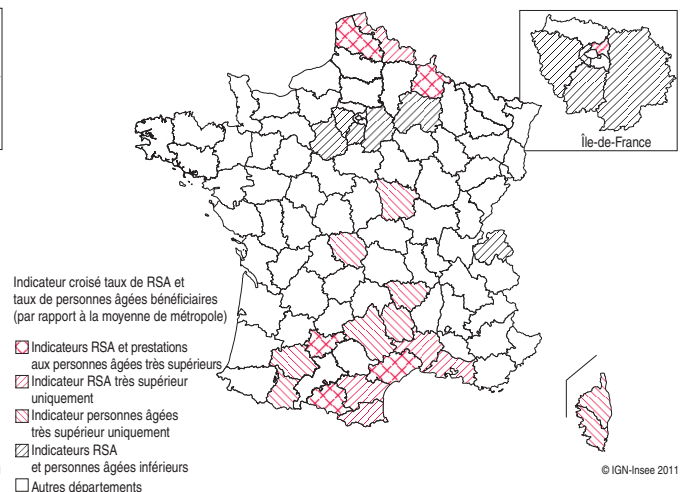 Île-de-France
Indicateur croisé taux de RSA et
taux de personnes âgées bénéficiaires
(par rapport à la moyenne de métropole)
Indicateurs RSA et prestations
aux personnes âgées très supérieurs
Indicateur RSA très supérieur
uniquement
Indicateur personnes âgées
très supérieur uniquement
Indicateurs RSA
et personnes âgées inférieurs
Autres départements
© IGN-Insee 2011